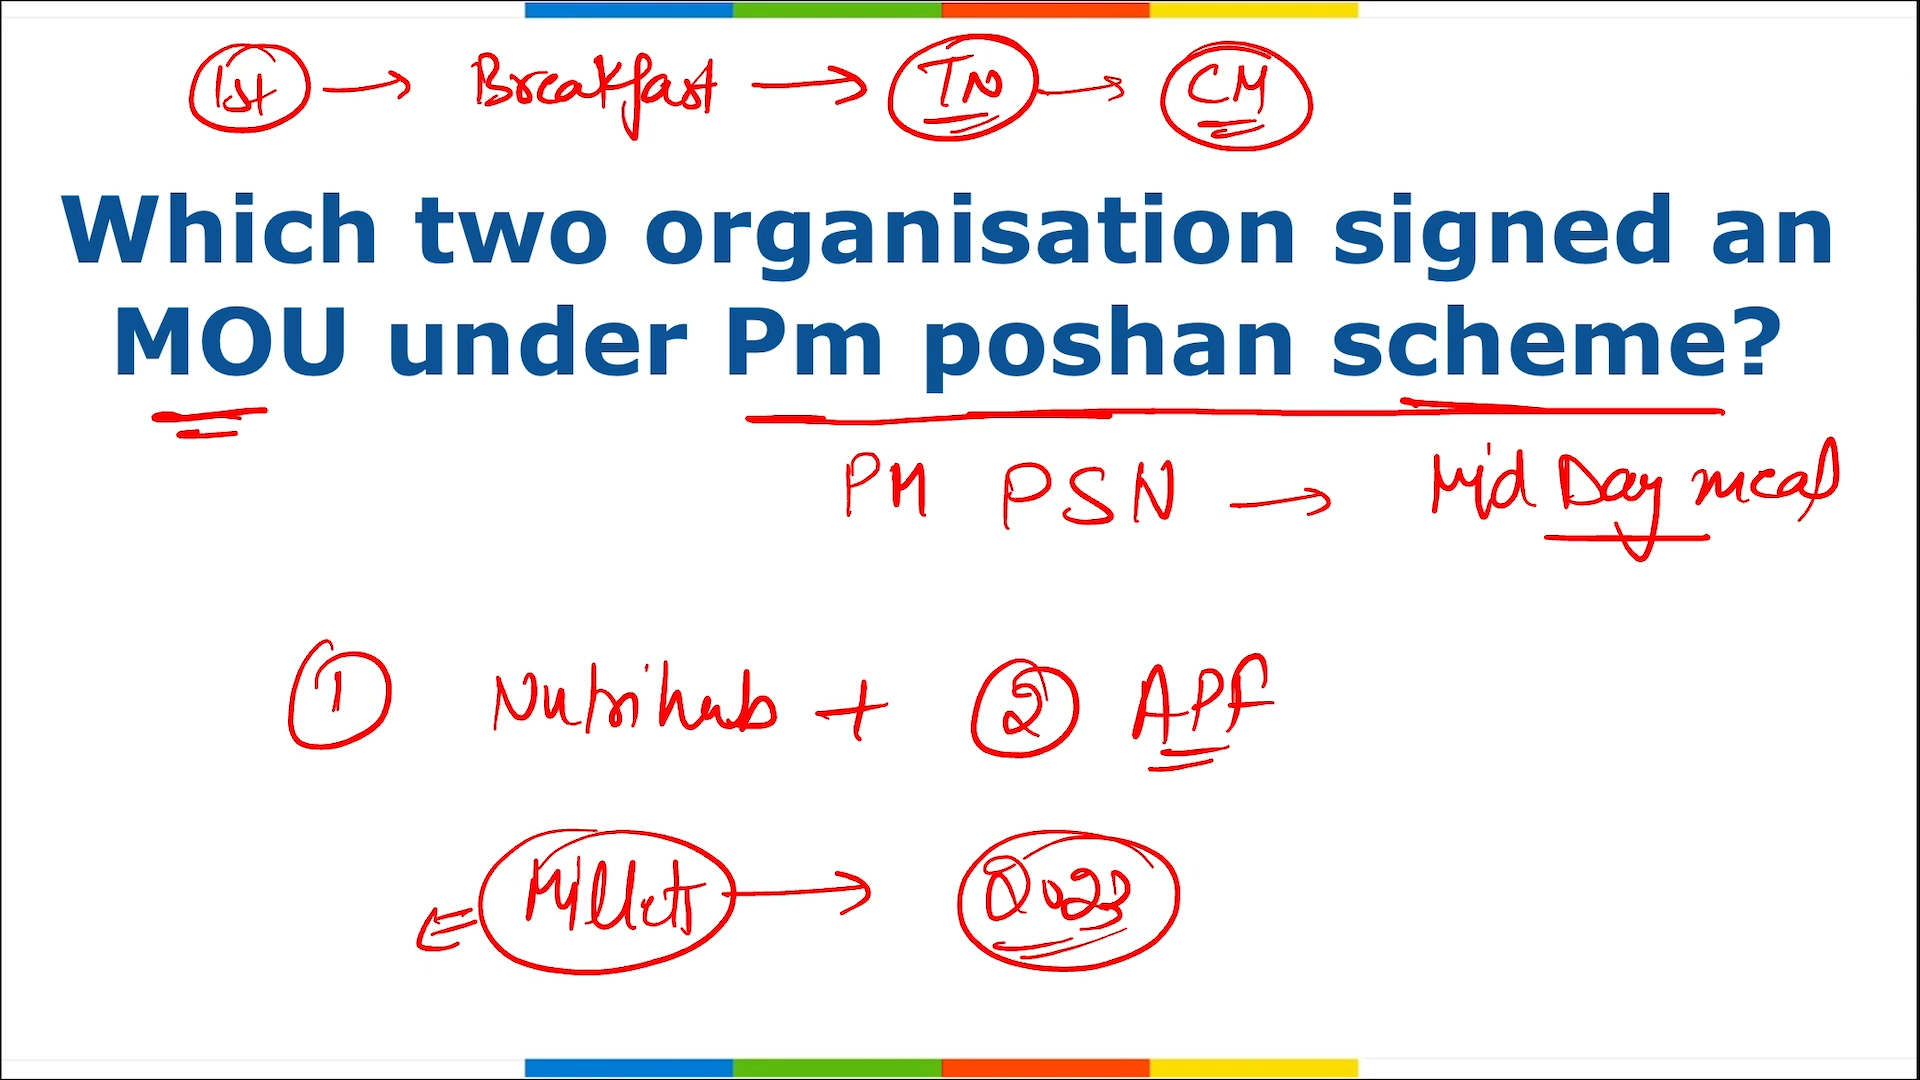 1st → Breakfast → TN → CM
Which two organisation signed an
MOU under Pm poshan scheme?
PM PSN → Mid Day meal
1 Nutrihub + 2 APF
Millets → 2023